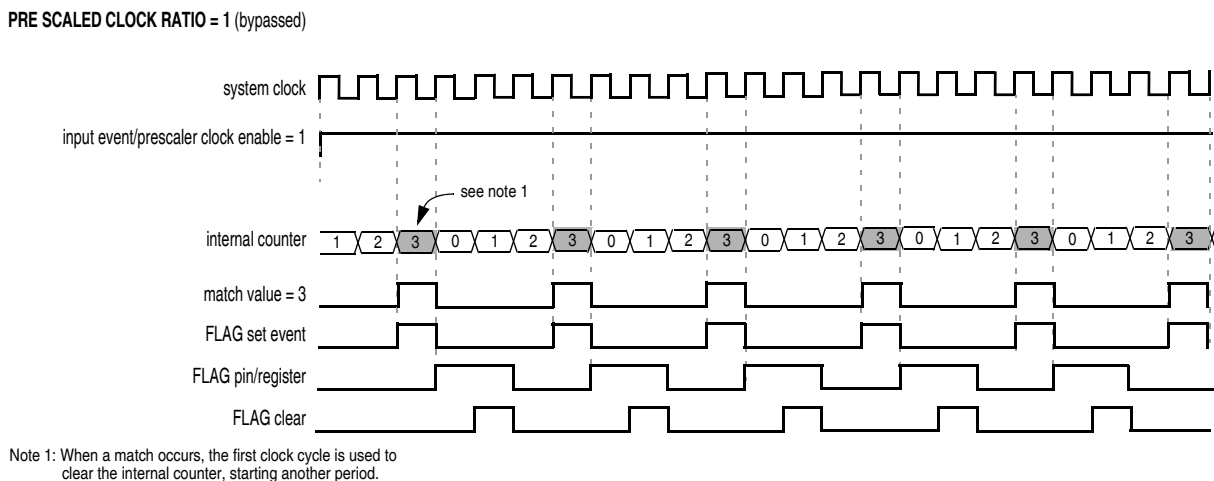 PRE SCALED CLOCK RATIO = 1 (bypassed)
system clock
input event/prescaler clock enable = 1
see note 1
internal counter 1 2 3 0 1 2 3 0 1 2 3 0 1 2 3 0 1 2 3 0 1 2 3
match value = 3
FLAG set event
FLAG pin/register
FLAG clear
Note 1: When a match occurs, the first clock cycle is used to
clear the internal counter, starting another period.